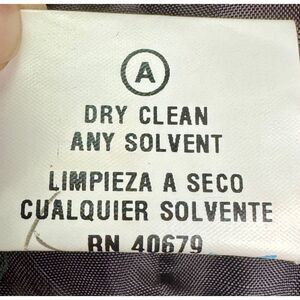 A
DRY CLEAN
ANY SOLVENT
LIMPIEZA A SECO
CUALQUIER SOLVENTE
RN 40679